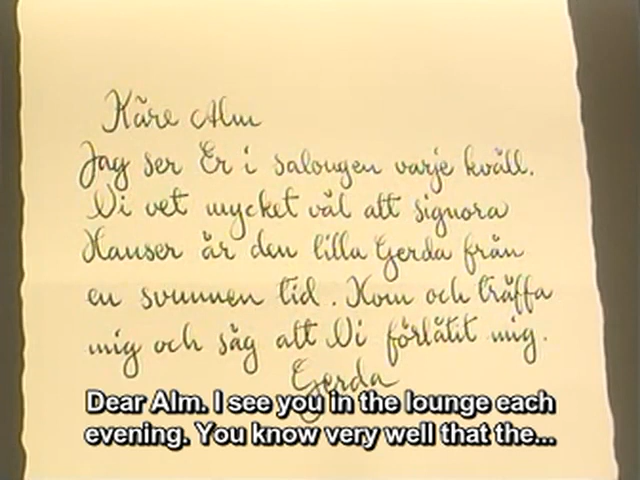 Käre Alm
Jag ser Er i salongen varje kväll.
Ni vet mycket väl att signora
Hauser är den lilla Gerda från
en svunnen tid. Kom och träffa
mig och säg att Ni förlåtit mig.
Gerda
Dear Alm. I see you in the lounge each
evening. You know very well that the...